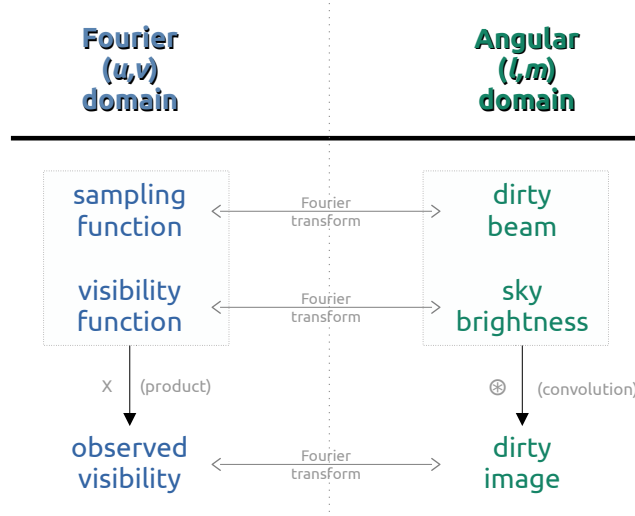 Fourier
(u,v)
domain
Angular
(l,m)
domain
sampling
function
Fourier
transform
dirty
beam
visibility
function
Fourier
transform
sky
brightness
x (product)
⊛ (convolution)
observed
visibility
Fourier
transform
dirty
image